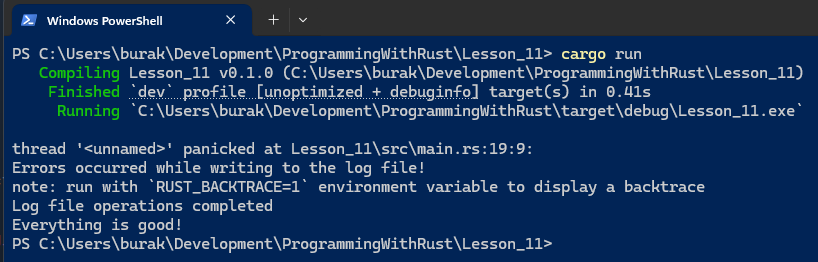 Windows PowerShell
PS C:\Users\burak\Development\ProgrammingWithRust\Lesson_11> cargo run
Compiling Lesson_11 v0.1.0 (C:\Users\burak\Development\ProgrammingWithRust\Lesson_11)
Finished `dev` profile [unoptimized + debuginfo] target(s) in 0.41s
Running `C:\Users\burak\Development\ProgrammingWithRust\target\debug\Lesson_11.exe`
thread '<unnamed>' panicked at Lesson_11\src\main.rs:19:9:
Errors occurred while writing to the log file!
note: run with `RUST_BACKTRACE=1` environment variable to display a backtrace
Log file operations completed
Everything is good!
PS C:\Users\burak\Development\ProgrammingWithRust\Lesson_11>